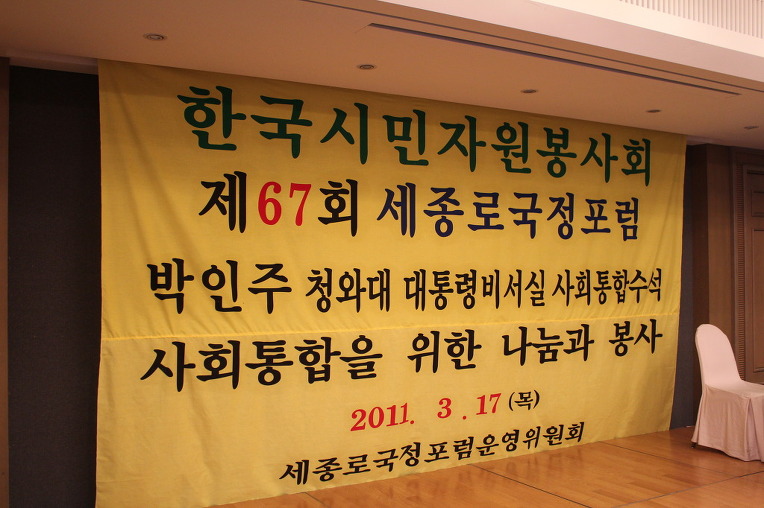 한국시민자원봉사회
제67회 세종로국정포럼
박인주 청와대 대통령비서실 사회통합수석
사회통합을 위한 나눔과 봉사
2011. 3. 17 (목)
세종로국정포럼운영위원회